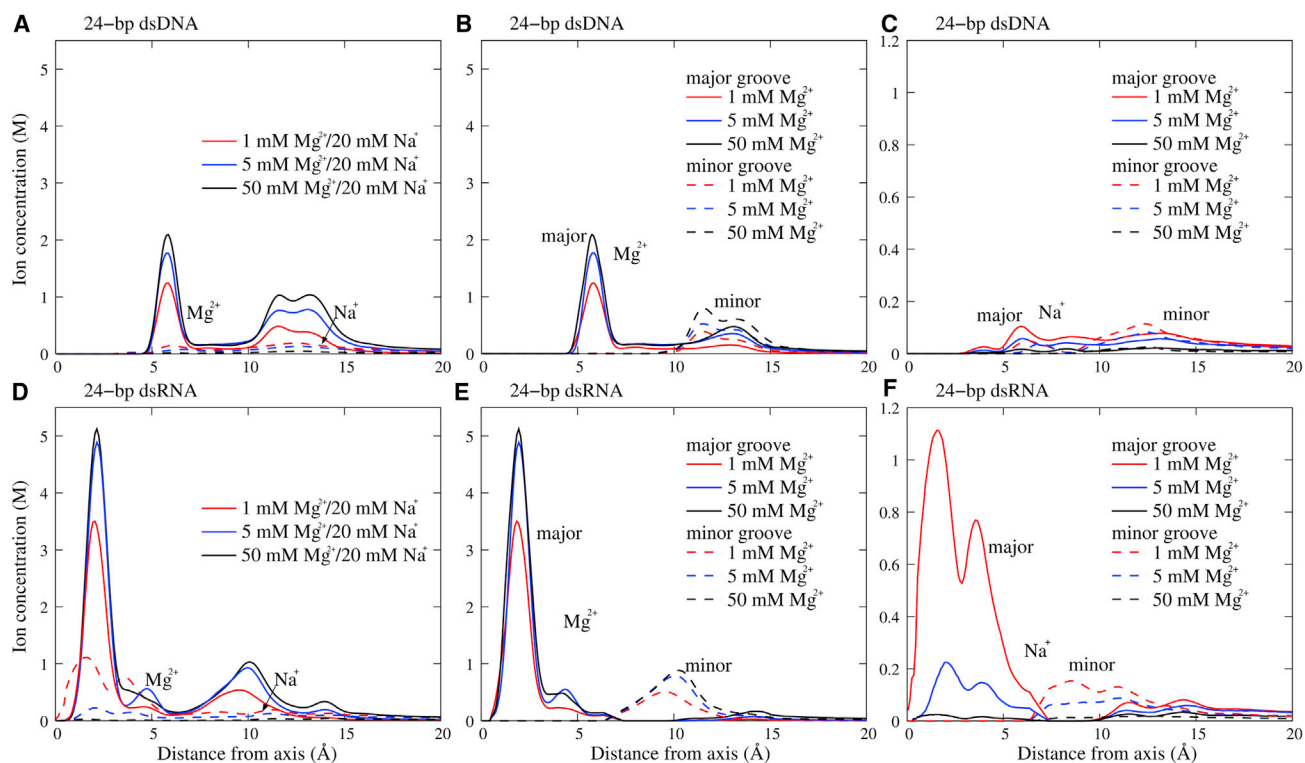 A 24−bp dsDNA
5
4
3
2
1
0
Ion concentration (M)
1 mM Mg²⁺/20 mM Na⁺
5 mM Mg²⁺/20 mM Na⁺
50 mM Mg²⁺/20 mM Na⁺
Mg²⁺
Na⁺
0 5 10 15 20
B 24−bp dsDNA
5
4
3
2
1
0
major groove
1 mM Mg²⁺
5 mM Mg²⁺
50 mM Mg²⁺
minor groove
1 mM Mg²⁺
5 mM Mg²⁺
50 mM Mg²⁺
major
Mg²⁺
minor
0 5 10 15 20
C 24−bp dsDNA
1.2
1
0.8
0.6
0.4
0.2
0
major groove
1 mM Mg²⁺
5 mM Mg²⁺
50 mM Mg²⁺
minor groove
1 mM Mg²⁺
5 mM Mg²⁺
50 mM Mg²⁺
major
Na⁺
minor
0 5 10 15 20
D 24−bp dsRNA
5
4
3
2
1
0
Ion concentration (M)
1 mM Mg²⁺/20 mM Na⁺
5 mM Mg²⁺/20 mM Na⁺
50 mM Mg²⁺/20 mM Na⁺
Mg²⁺
Na⁺
0 5 10 15 20
Distance from axis (Å)
E 24−bp dsRNA
5
4
3
2
1
0
major groove
1 mM Mg²⁺
5 mM Mg²⁺
50 mM Mg²⁺
minor groove
1 mM Mg²⁺
5 mM Mg²⁺
50 mM Mg²⁺
major
Mg²⁺
minor
0 5 10 15 20
Distance from axis (Å)
24−bp dsRNA F
1.2
1
0.8
0.6
0.4
0.2
0
major groove
1 mM Mg²⁺
5 mM Mg²⁺
50 mM Mg²⁺
minor groove
1 mM Mg²⁺
5 mM Mg²⁺
50 mM Mg²⁺
major
Na⁺
minor
0 5 10 15 20
Distance from axis (Å)